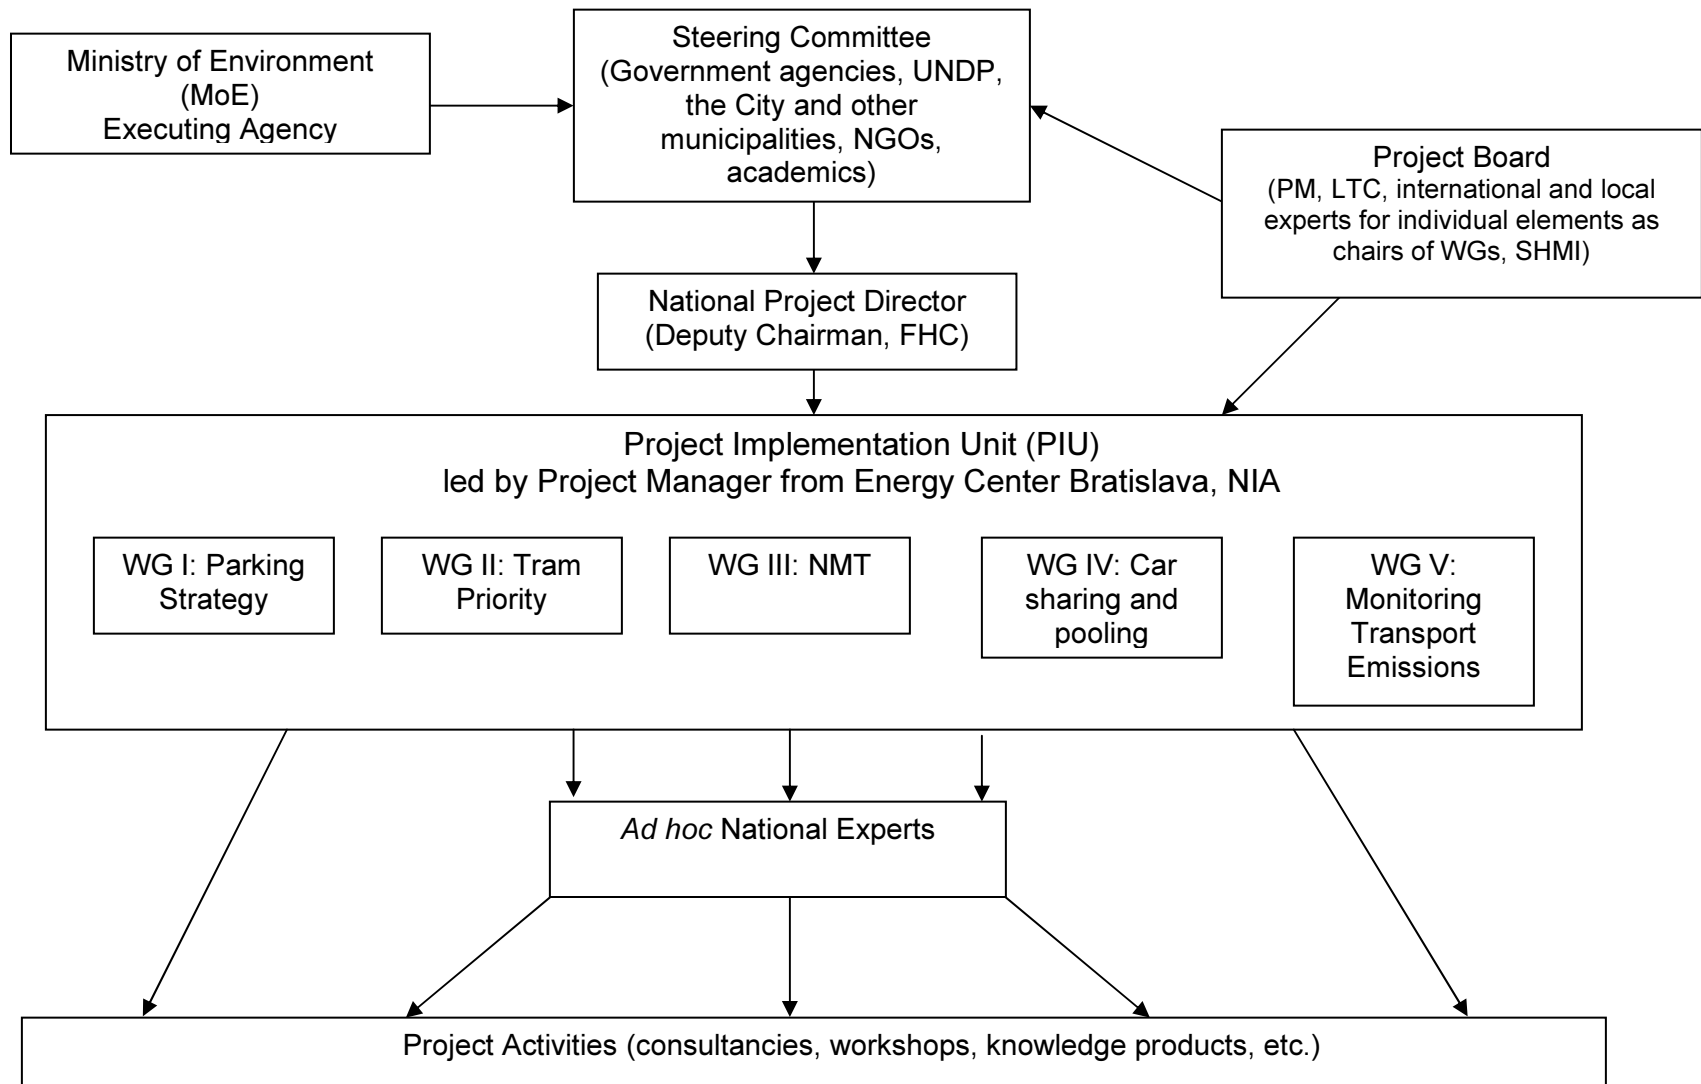 Ministry of Environment
(MoE)
Executing Agency
Steering Committee
(Government agencies, UNDP,
the City and other
municipalities, NGOs,
academics)
Project Board
(PM, LTC, international and local
experts for individual elements as
chairs of WGs, SHMI)
National Project Director
(Deputy Chairman, FHC)
Project Implementation Unit (PIU)
led by Project Manager from Energy Center Bratislava, NIA
WG I: Parking
Strategy
WG II: Tram
Priority
WG III: NMT
WG IV: Car
sharing and
pooling
WG V:
Monitoring
Transport
Emissions
Ad hoc National Experts
Project Activities (consultancies, workshops, knowledge products, etc.)